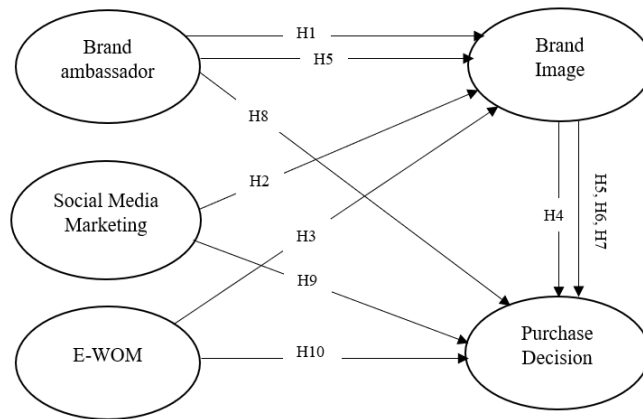 Brand
ambassador
H1
H5
Brand
Image
H8
H2
Social Media
Marketing
H4
H5, H6, H7
H3
H9
E-WOM
H10
Purchase
Decision